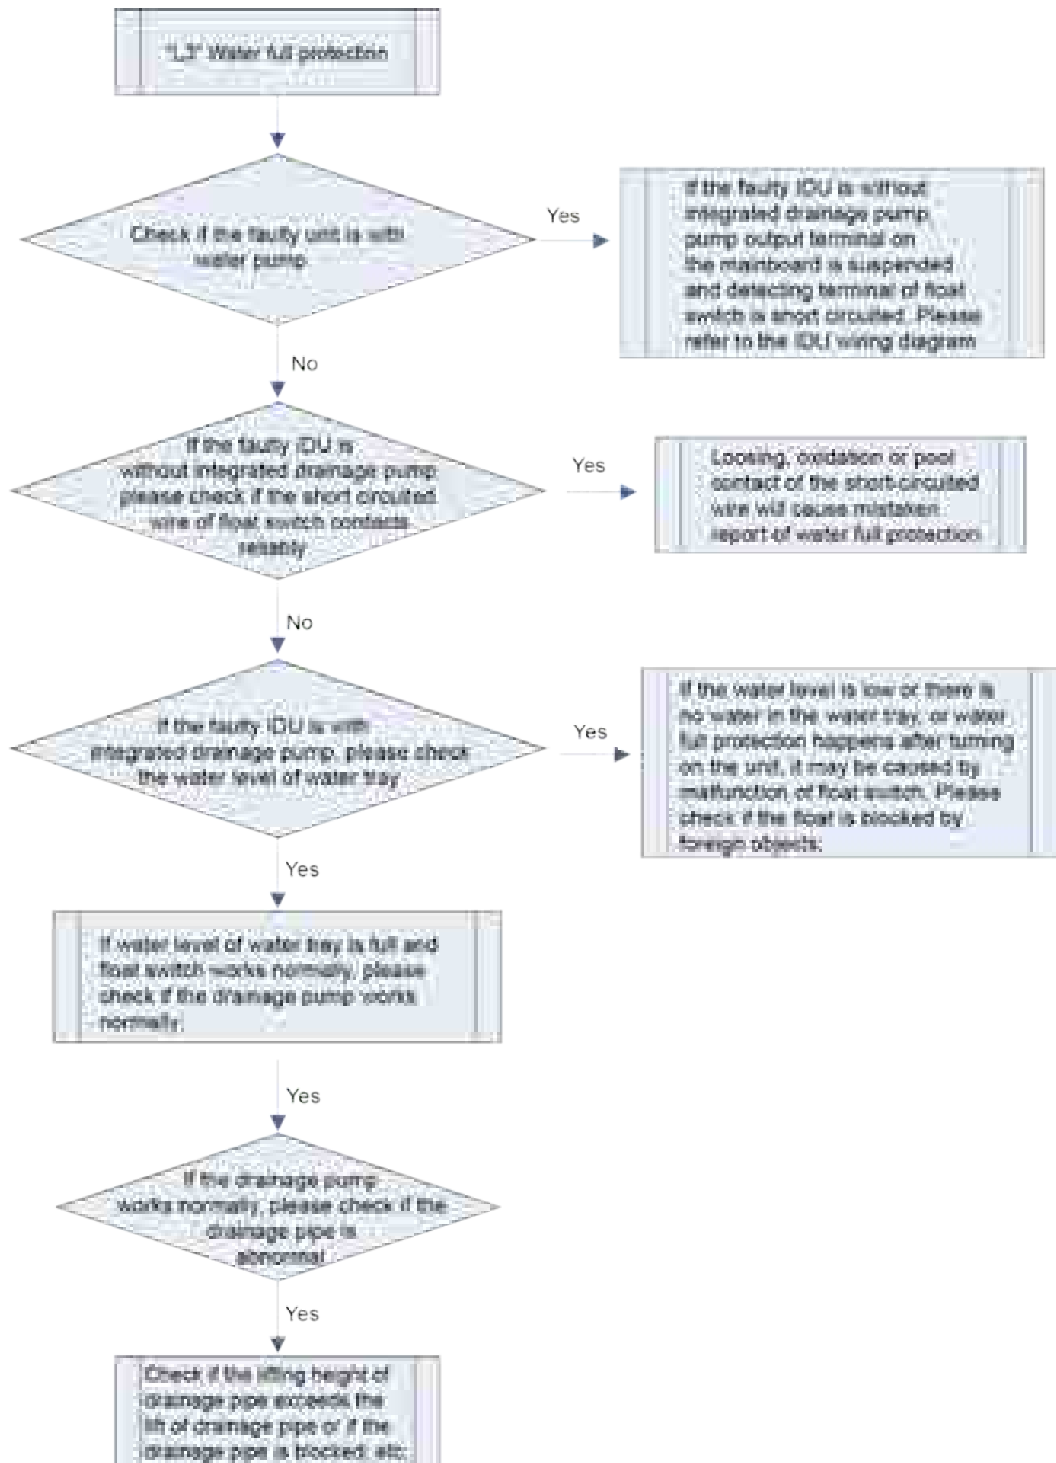 "L3" Water full protection
Check if the faulty unit is with
water pump
Yes
If the faulty IDU is without
integrated drainage pump,
pump output terminal on
the mainboard is suspended
and detecting terminal of float
switch is short circuited. Please
refer to the IDU wiring diagram
No
If the faulty IDU is
without integrated drainage pump
please check if the short circuited
wire of float switch contacts
reliably
Yes
Loosing, oxidation or poor
contact of the short-circuited
wire will cause mistaken
report of water full protection
No
If the faulty IDU is with
integrated drainage pump, please check
the water level of water tray
Yes
If the water level is low or there is
no water in the water tray, or water
full protection happens after turning
on the unit, it may be caused by
malfunction of float switch. Please
check if the float is blocked by
foreign objects;
Yes
If water level of water tray is full and
float switch works normally, please
check if the drainage pump works
normally;
Yes
If the drainage pump
works normally, please check if the
drainage pipe is
abnormal
Yes
Check if the lifting height of
drainage pipe exceeds the
lift of drainage pipe or if the
drainage pipe is blocked, etc.